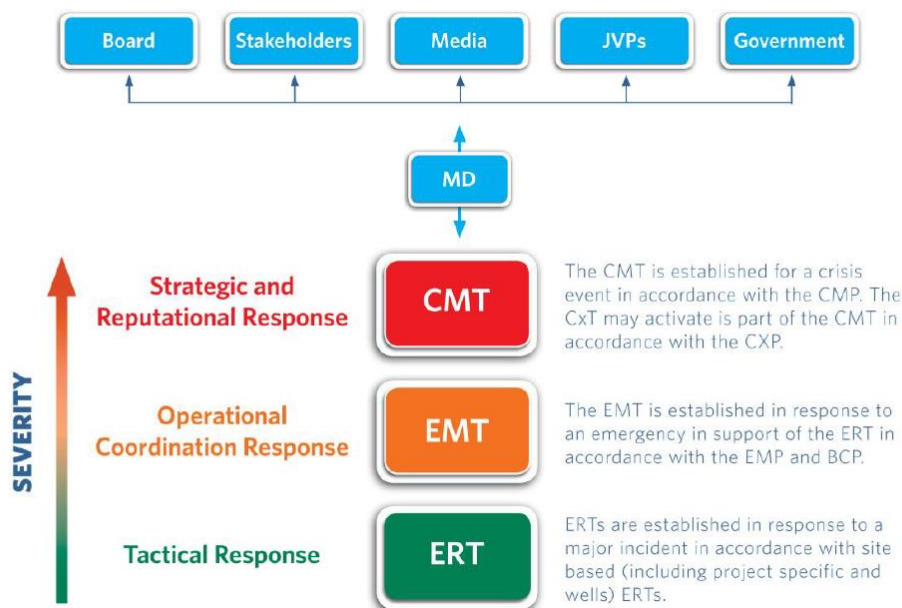 Board
Stakeholders
Media
JVPs
Government
MD
SEVERITY
Strategic and
Reputational Response
CMT
The CMT is established for a crisis
event in accordance with the CMP. The
CxT may activate is part of the CMT in
accordance with the CXP.
Operational
Coordination Response
EMT
The EMT is established in response to
an emergency in support of the ERT in
accordance with the EMP and BCP.
Tactical Response
ERT
ERTs are established in response to a
major incident in accordance with site
based (including project specific and
wells) ERTs.